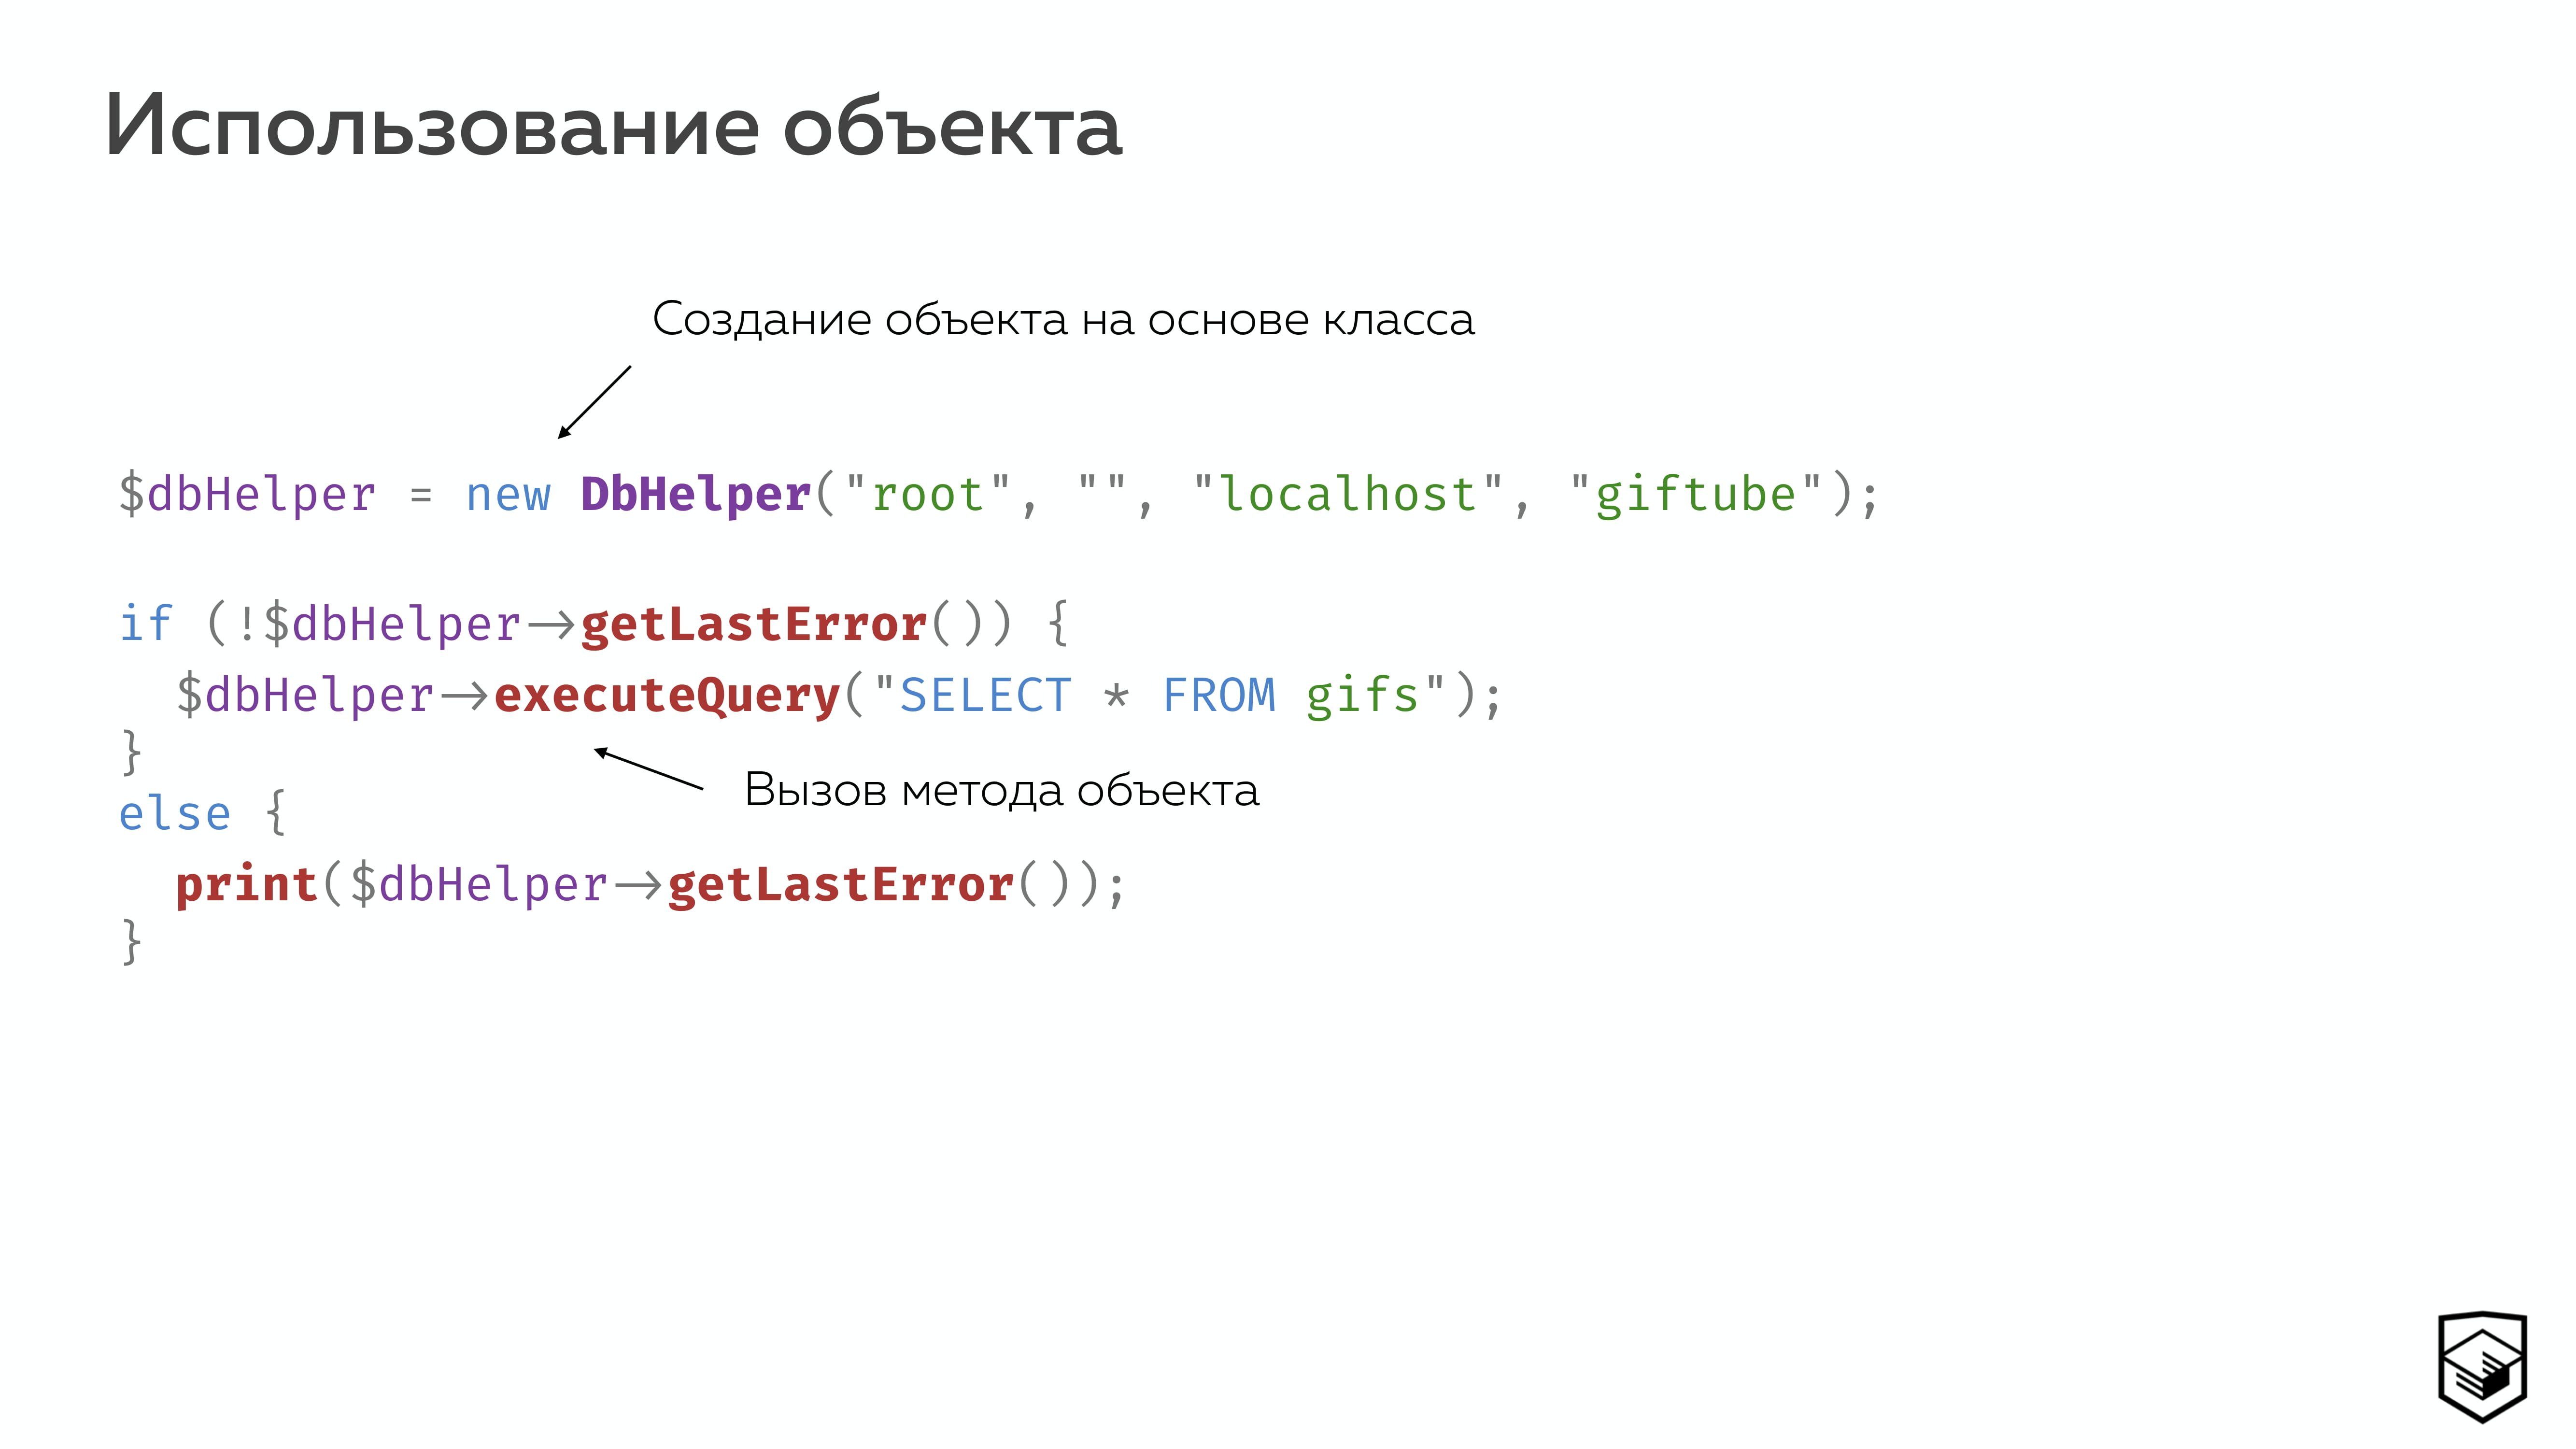 Использование объекта
Создание объекта на основе класса
$dbHelper = new DbHelper("root", "", "localhost", "giftube");
if (!$dbHelper->getLastError()) {
  $dbHelper->executeQuery("SELECT * FROM gifs");
}
Вызов метода объекта
else {
  print($dbHelper->getLastError());
}